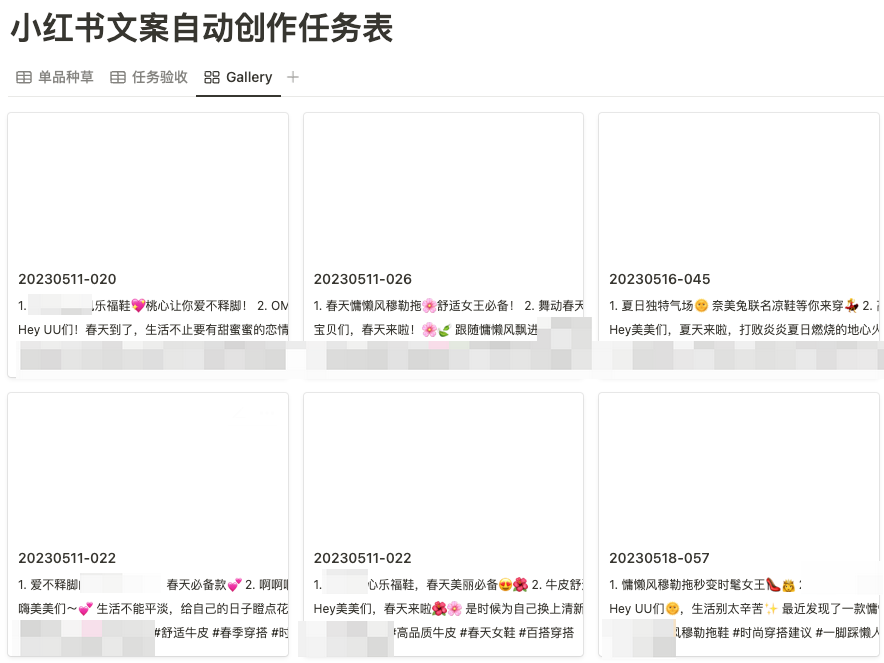 小红书文案自动创作任务表
单品种草 任务验收 Gallery +
20230511-020
1. 乐福鞋💝桃心让你爱不释脚！ 2. OM
Hey UU们！春天到了，生活不止要有甜蜜蜜的恋情
20230511-026
1. 春天慵懒风穆勒拖🌸舒适女王必备！ 2. 舞动春天
宝贝们，春天来啦！🌸🍃 跟随慵懒风飘进
20230516-045
1. 夏日独特气场🌞 奈美兔联名凉鞋等你来穿💃 2.
Hey美美们，夏天来啦，打败炎炎夏日燃烧的地心火
20230511-022
1. 爱不释脚 春天必备款💕 2. 啊啊
嗨美美们～💕 生活不能平淡，给自己的日子蹬点花
#舒适牛皮 #春季穿搭 #时
20230511-022
1. 心乐福鞋，春天美丽必备😍🌺 2. 牛皮舒
Hey美美们，春天来啦🌺🌸 是时候为自己换上清新
#高品质牛皮 #春天女鞋 #百搭穿搭
20230518-057
1. 慵懒风穆勒拖秒变时髦女王👠👸
Hey UU们🌞，生活别太辛苦✨ 最近发现了一款慵
风穆勒拖鞋 #时尚穿搭建议 #一脚踩懒人